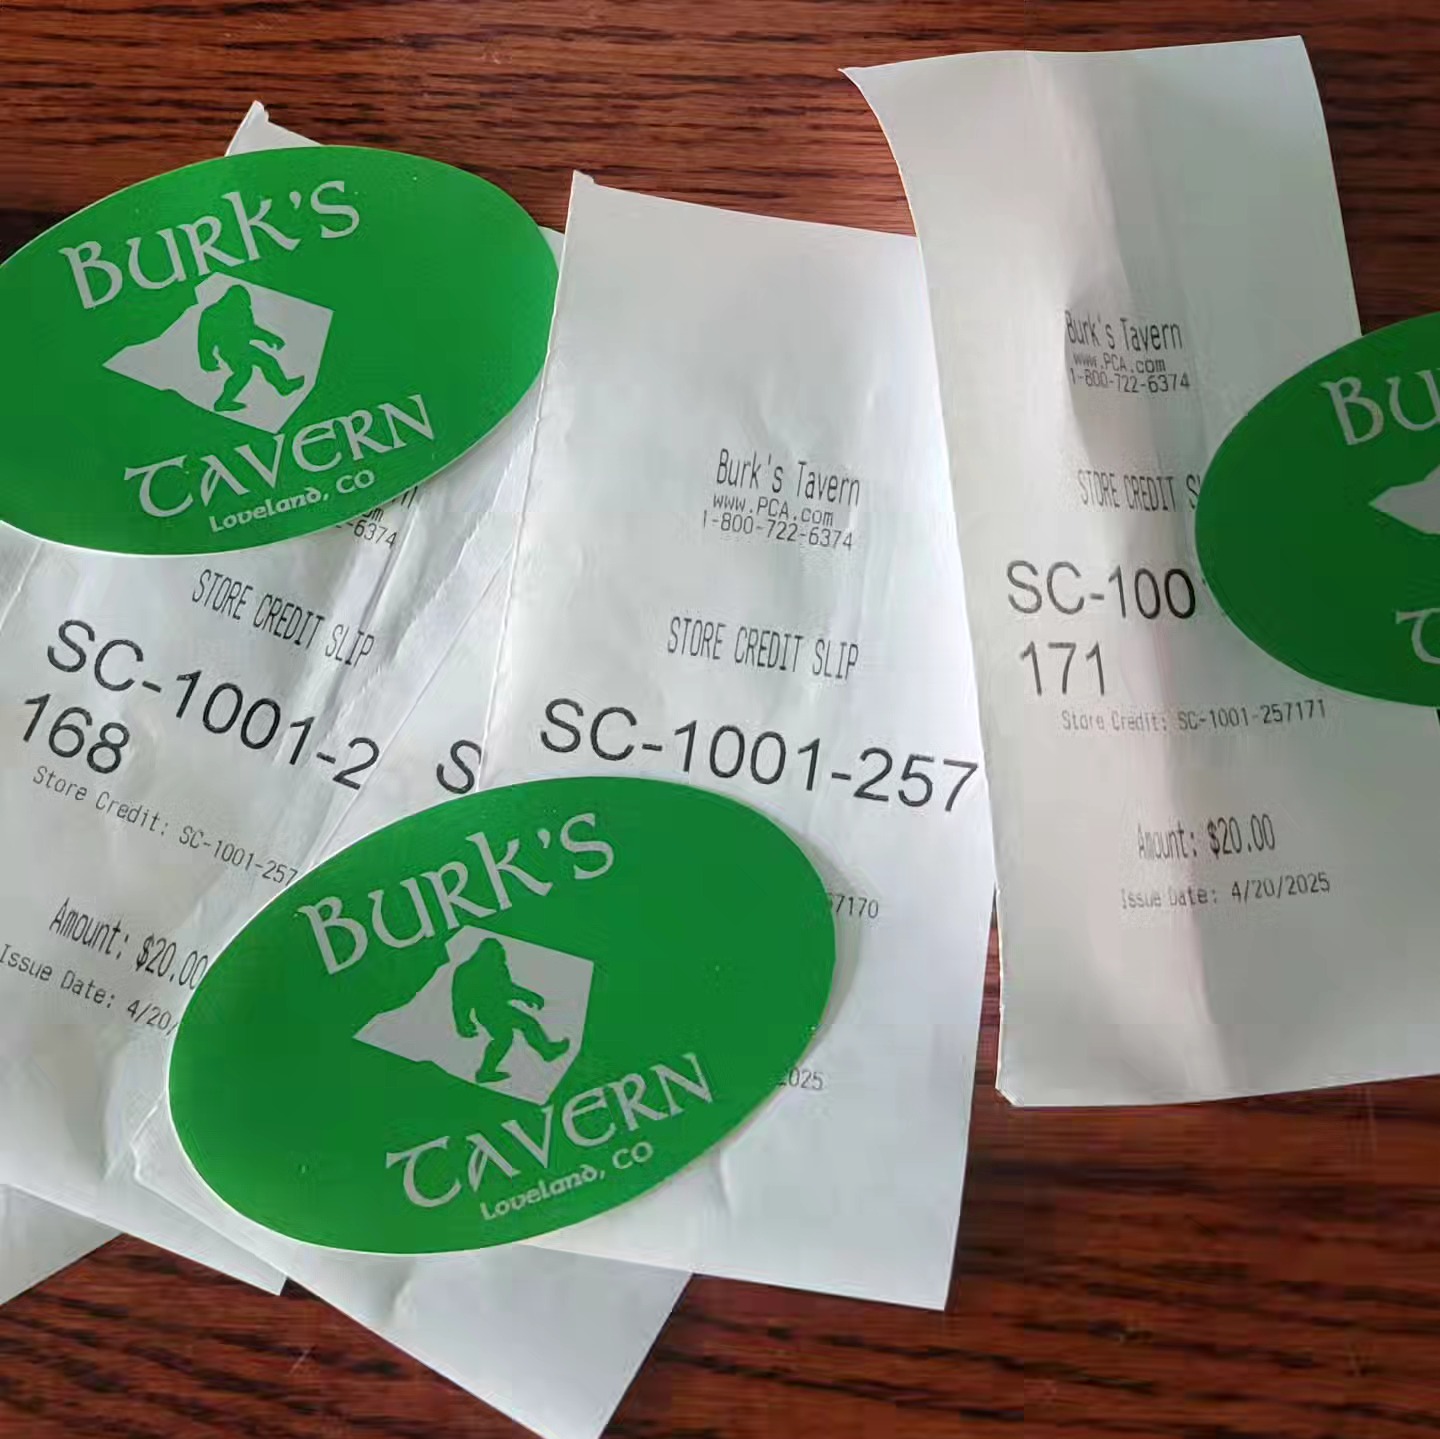 BURK'S
TAVERN
Loveland, CO
-6374
STORE CREDIT SLIP
SC-1001-2
168
Store Credit: SC-1001-257
Amount: $20.00
Issue Date: 4/20/
S
Burk's Tavern
www.PCA.com
1-800-722-6374
STORE CREDIT SLIP
SC-1001-257
57170
2025
BURK'S
TAVERN
Loveland, CO
Burk's Tavern
www.PCA.com
1-800-722-6374
STORE CREDIT S
SC-100
171
Store Credit: SC-1001-257171
Amount: $20.00
Issue Date: 4/20/2025
BU
T